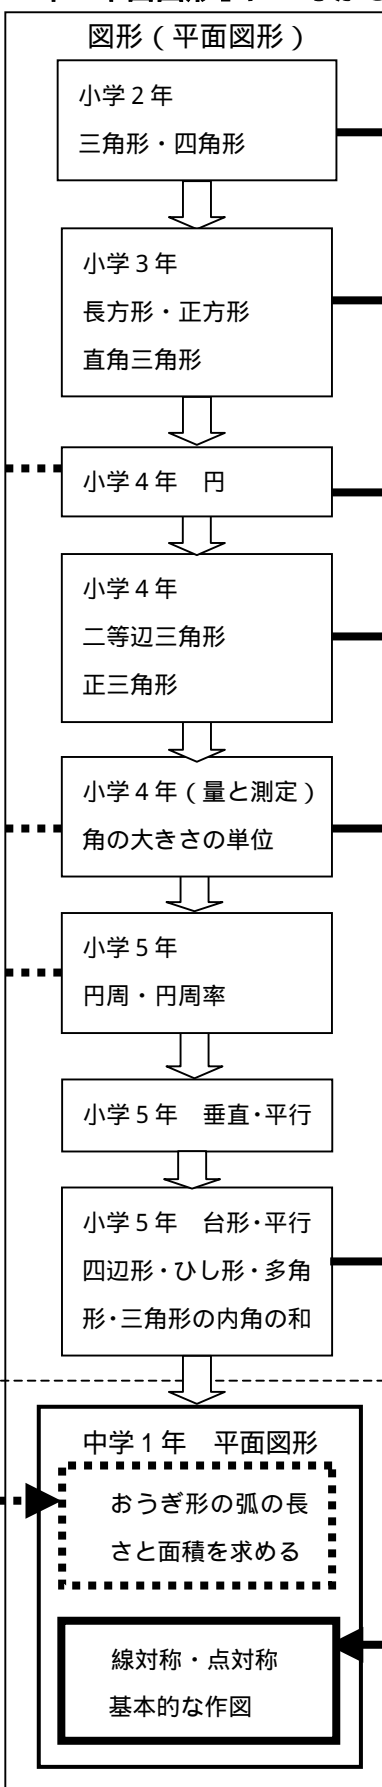 図形（平面図形）
小学２年
三角形・四角形
小学３年
長方形・正方形
直角三角形
小学４年　円
小学４年
二等辺三角形
正三角形
小学４年（量と測定）
角の大きさの単位
小学５年
円周・円周率
小学５年　垂直・平行
小学５年　台形・平行
四辺形・ひし形・多角
形・三角形の内角の和
中学１年　平面図形
おうぎ形の弧の長
さと面積を求める
線対称・点対称
基本的な作図